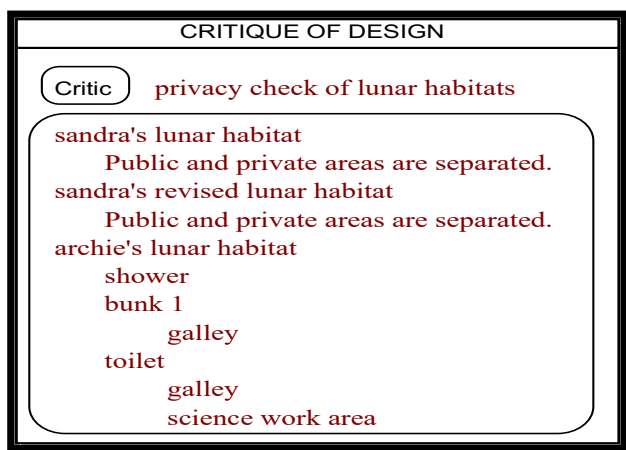 CRITIQUE OF DESIGN
Critic privacy check of lunar habitats
sandra's lunar habitat
Public and private areas are separated.
sandra's revised lunar habitat
Public and private areas are separated.
archie's lunar habitat
shower
bunk 1
galley
toilet
galley
science work area